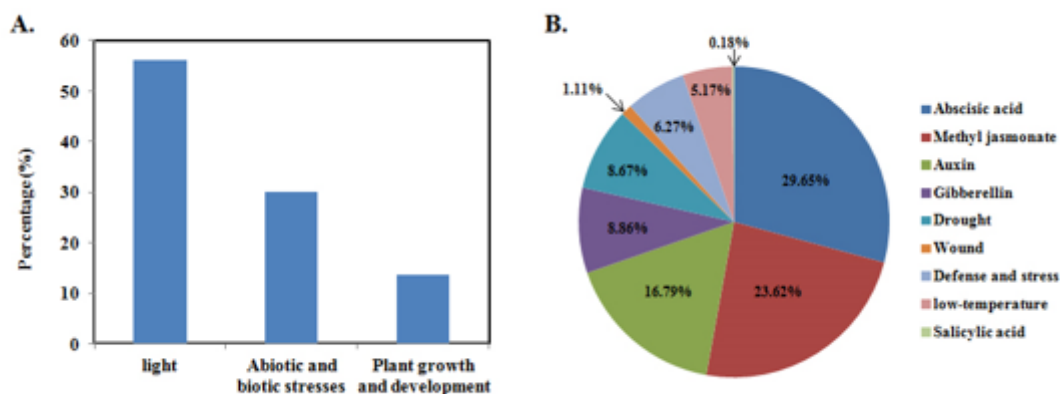 A.
60
50
40
30
20
10
0
Percentage (%)
light
Abiotic and
biotic stresses
Plant growth
and development
B.
0.18%
5.17%
1.11%
6.27%
8.67%
8.86%
16.79%
23.62%
29.65%
Abscisic acid
Methyl jasmonate
Auxin
Gibberellin
Drought
Wound
Defense and stress
low-temperature
Salicylic acid